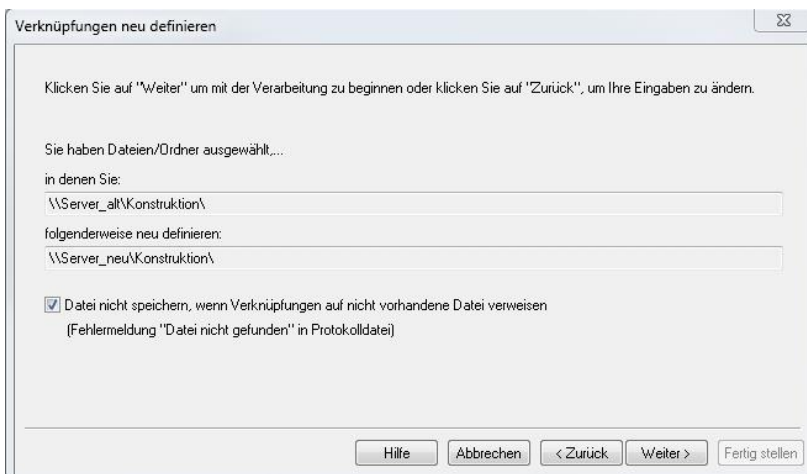 Verknüpfungen neu definieren
Klicken Sie auf "Weiter" um mit der Verarbeitung zu beginnen oder klicken Sie auf "Zurück", um Ihre Eingaben zu ändern.
Sie haben Dateien/Ordner ausgewählt,...
in denen Sie:
\\Server_alt\Konstruktion\
folgenderweise neu definieren:
\\Server_neu\Konstruktion\
Datei nicht speichern, wenn Verknüpfungen auf nicht vorhandene Datei verweisen
(Fehlermeldung "Datei nicht gefunden" in Protokolldatei)
Hilfe Abbrechen < Zurück Weiter > Fertig stellen